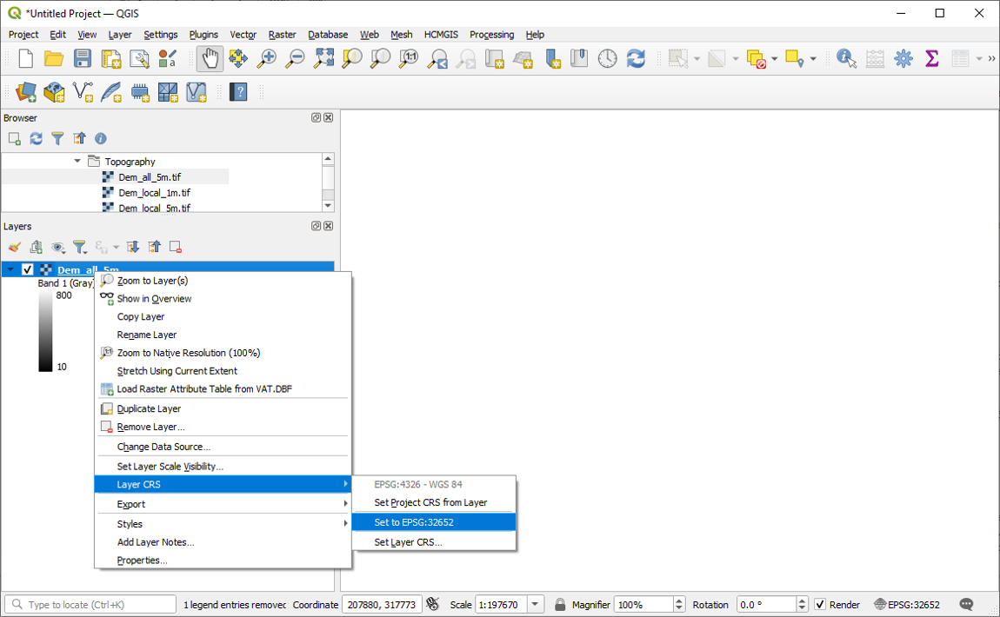 *Untitled Project — QGIS
Project Edit View Layer Settings Plugins Vector Raster Database Web Mesh HCMGIS Processing Help
Browser
Topography
Dem_all_5m.tif
Dem_local_1m.tif
Dem_local_5m.tif
Layers
Dem_all_5m
Band 1 (Gray)
800
10
Zoom to Layer(s)
Show in Overview
Copy Layer
Rename Layer
Zoom to Native Resolution (100%)
Stretch Using Current Extent
Load Raster Attribute Table from VAT.DBF
Duplicate Layer
Remove Layer…
Change Data Source…
Set Layer Scale Visibility…
Layer CRS
Export
Styles
Add Layer Notes…
Properties…
EPSG:4326 - WGS 84
Set Project CRS from Layer
Set to EPSG:32652
Set Layer CRS…
Type to locate (Ctrl+K) 1 legend entries removed Coordinate 207880, 317773 Scale 1:197670 Magnifier 100% Rotation 0.0 ° Render EPSG:32652